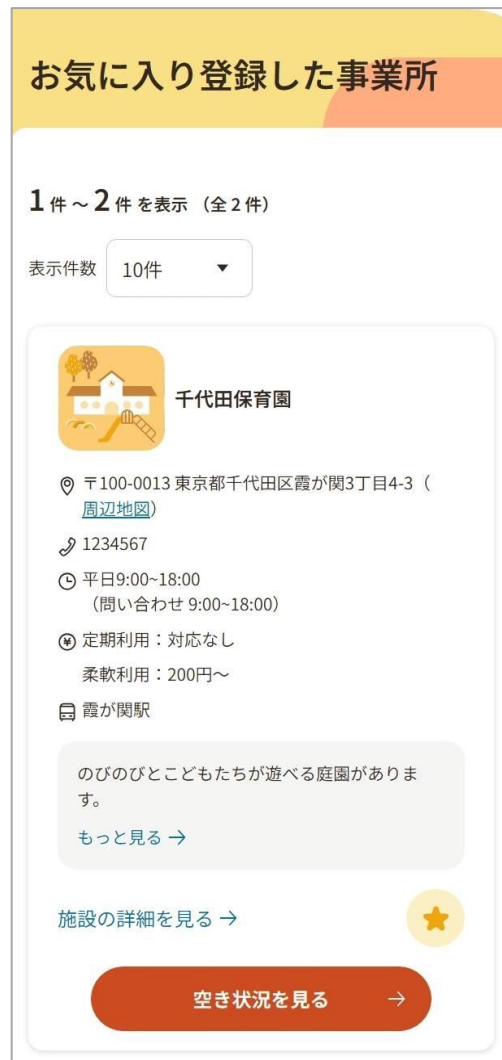 お気に入り登録した事業所
1件～2件を表示（全2件）
表示件数 10件
千代田保育園
〒100-0013 東京都千代田区霞が関3丁目4-3（
周辺地図）
1234567
平日9:00~18:00
（問い合わせ 9:00~18:00）
定期利用：対応なし
柔軟利用：200円～
霞が関駅
のびのびとこどもたちが遊べる庭園がありま
す。
もっと見る →
施設の詳細を見る →
空き状況を見る →